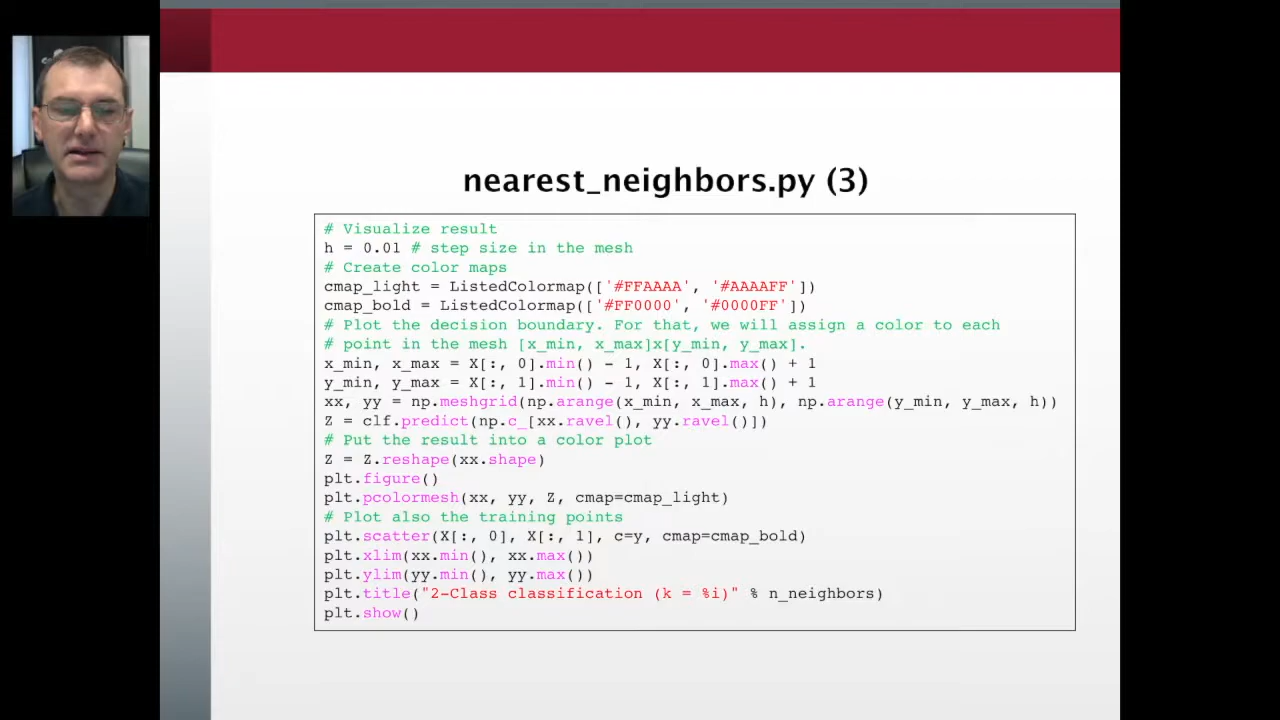 nearest_neighbors.py (3)
# Visualize result
h = 0.01 # step size in the mesh
# Create color maps
cmap_light = ListedColormap(['#FFAAAA', '#AAAAFF'])
cmap_bold = ListedColormap(['#FF0000', '#0000FF'])
# Plot the decision boundary. For that, we will assign a color to each
# point in the mesh [x_min, x_max]x[y_min, y_max].
x_min, x_max = X[:, 0].min() - 1, X[:, 0].max() + 1
y_min, y_max = X[:, 1].min() - 1, X[:, 1].max() + 1
xx, yy = np.meshgrid(np.arange(x_min, x_max, h), np.arange(y_min, y_max, h))
Z = clf.predict(np.c_[xx.ravel(), yy.ravel()])
# Put the result into a color plot
Z = Z.reshape(xx.shape)
plt.figure()
plt.pcolormesh(xx, yy, Z, cmap=cmap_light)
# Plot also the training points
plt.scatter(X[:, 0], X[:, 1], c=y, cmap=cmap_bold)
plt.xlim(xx.min(), xx.max())
plt.ylim(yy.min(), yy.max())
plt.title("2-Class classification (k = %i)" % n_neighbors)
plt.show()